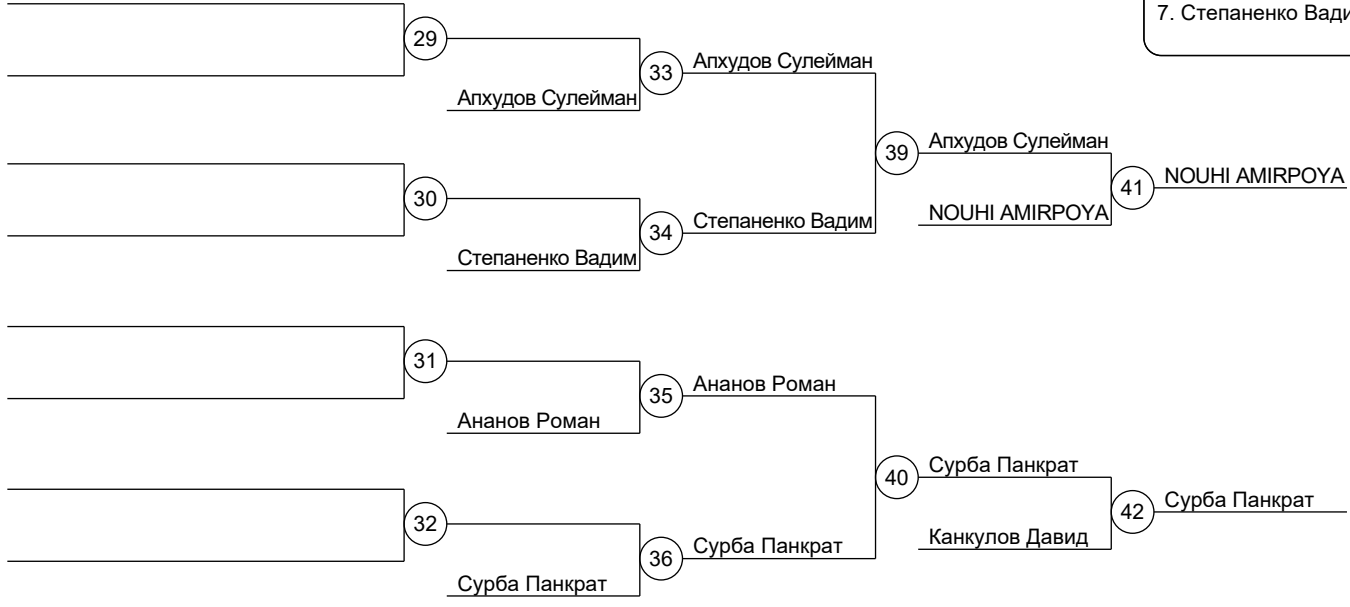 7. Степаненко Вади
29
33
Апхудов Сулейман
Апхудов Сулейман
39
Апхудов Сулейман
41
NOUHI AMIRPOYA
30
34
Степаненко Вадим
NOUHI AMIRPOYA
Степаненко Вадим
31
35
Ананов Роман
Ананов Роман
40
Сурба Панкрат
42
Сурба Панкрат
32
36
Сурба Панкрат
Канкулов Давид
Сурба Панкрат